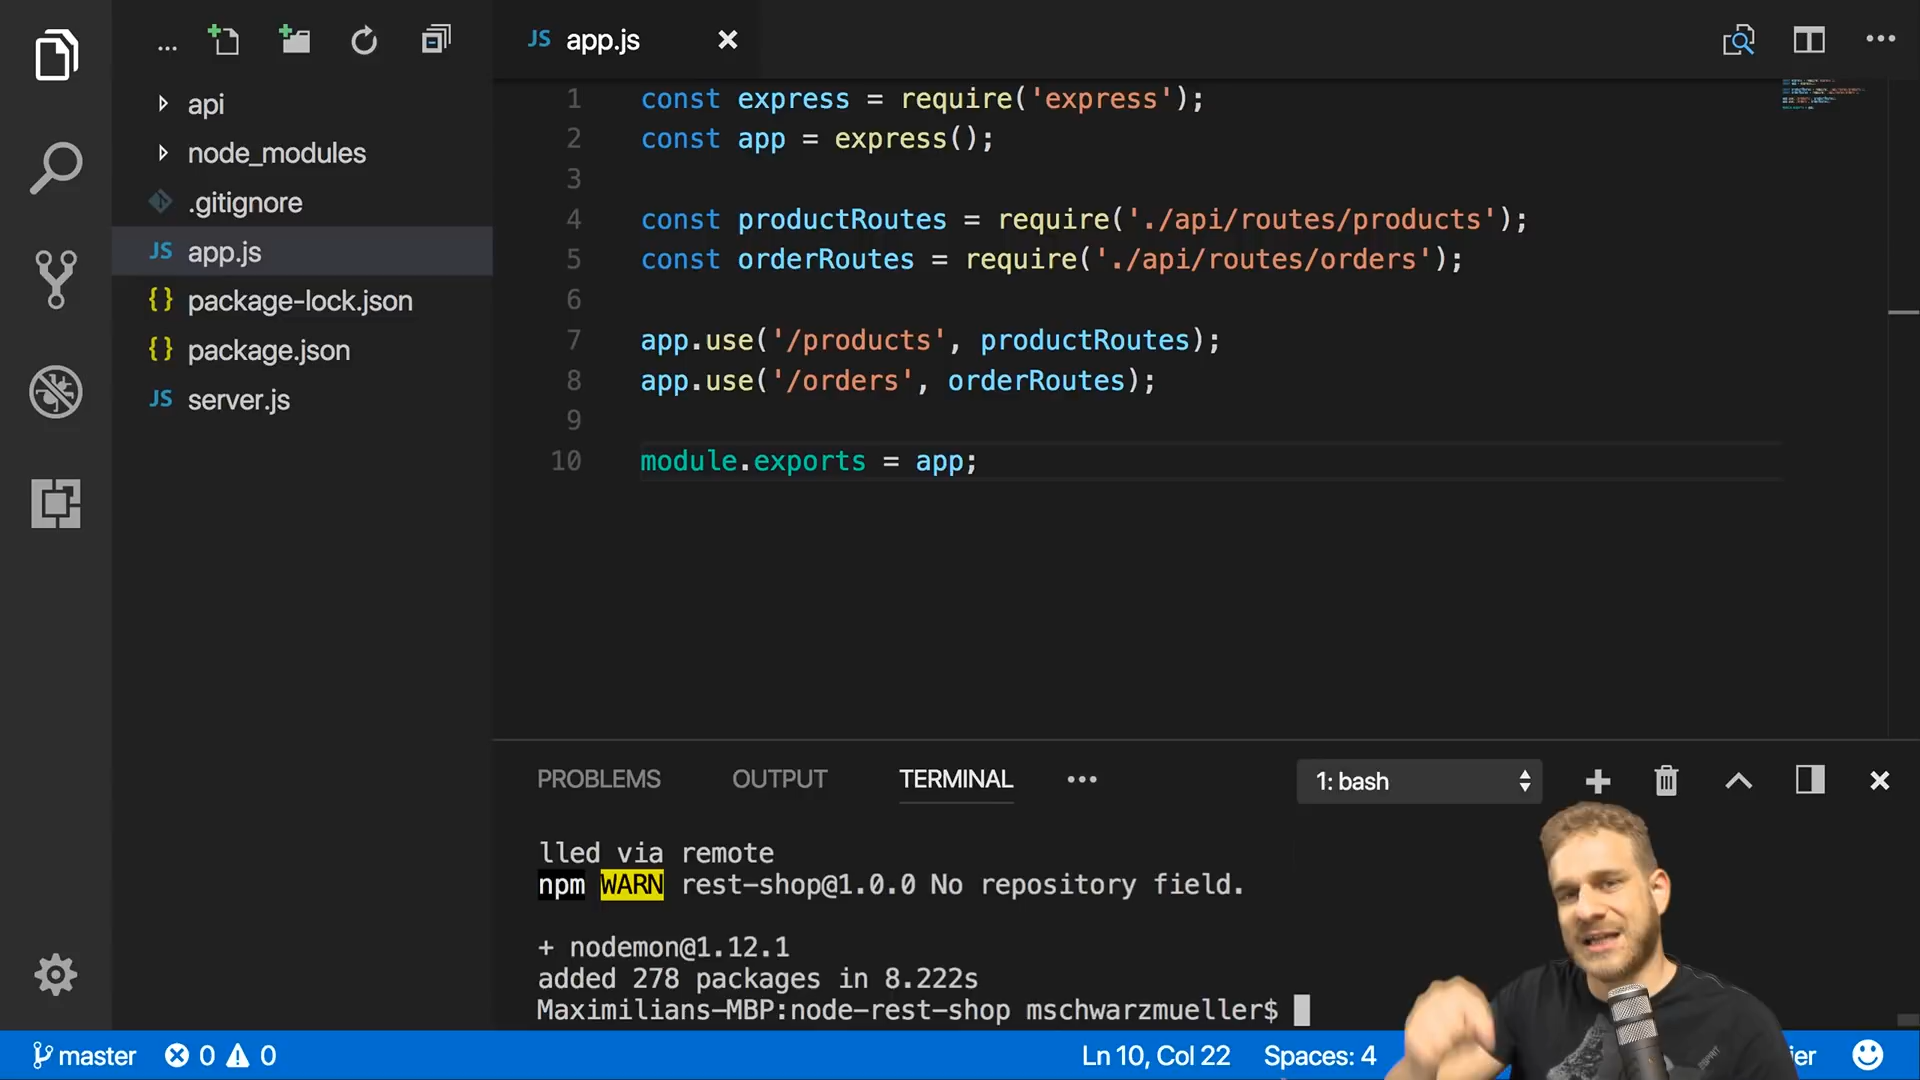 ...
JS app.js
api
node_modules
.gitignore
JS app.js
{} package-lock.json
{} package.json
JS server.js
1 const express = require('express');
2 const app = express();
3
4 const productRoutes = require('./api/routes/products');
5 const orderRoutes = require('./api/routes/orders');
6
7 app.use('/products', productRoutes);
8 app.use('/orders', orderRoutes);
9
10 module.exports = app;
PROBLEMS OUTPUT TERMINAL ••• 1: bash
lled via remote
npm WARN rest-shop@1.0.0 No repository field.
+ nodemon@1.12.1
added 278 packages in 8.222s
Maximilians-MBP:node-rest-shop mschwarzmueller$
master 0 0 Ln 10, Col 22 Spaces: 4 ier